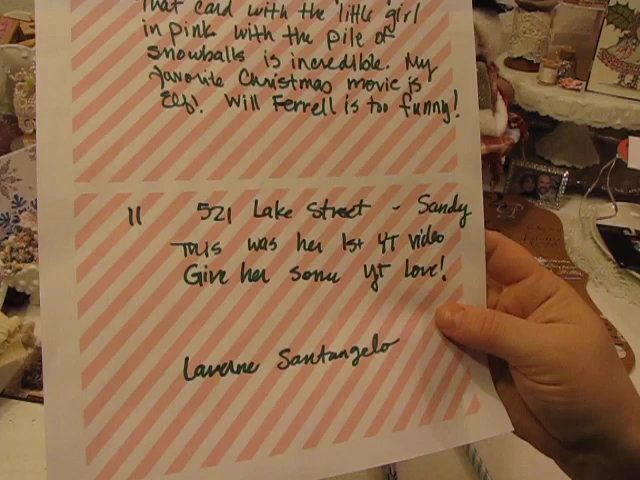 That card with the little girl
in pink with the pile of
snowballs is incredible. My
favorite Christmas movie is
Elf! Will Ferrell is too funny!
11 521 Lake Street - Sandy
This was her 1st YT video
Give her some YT love!
Laverne Santangelo